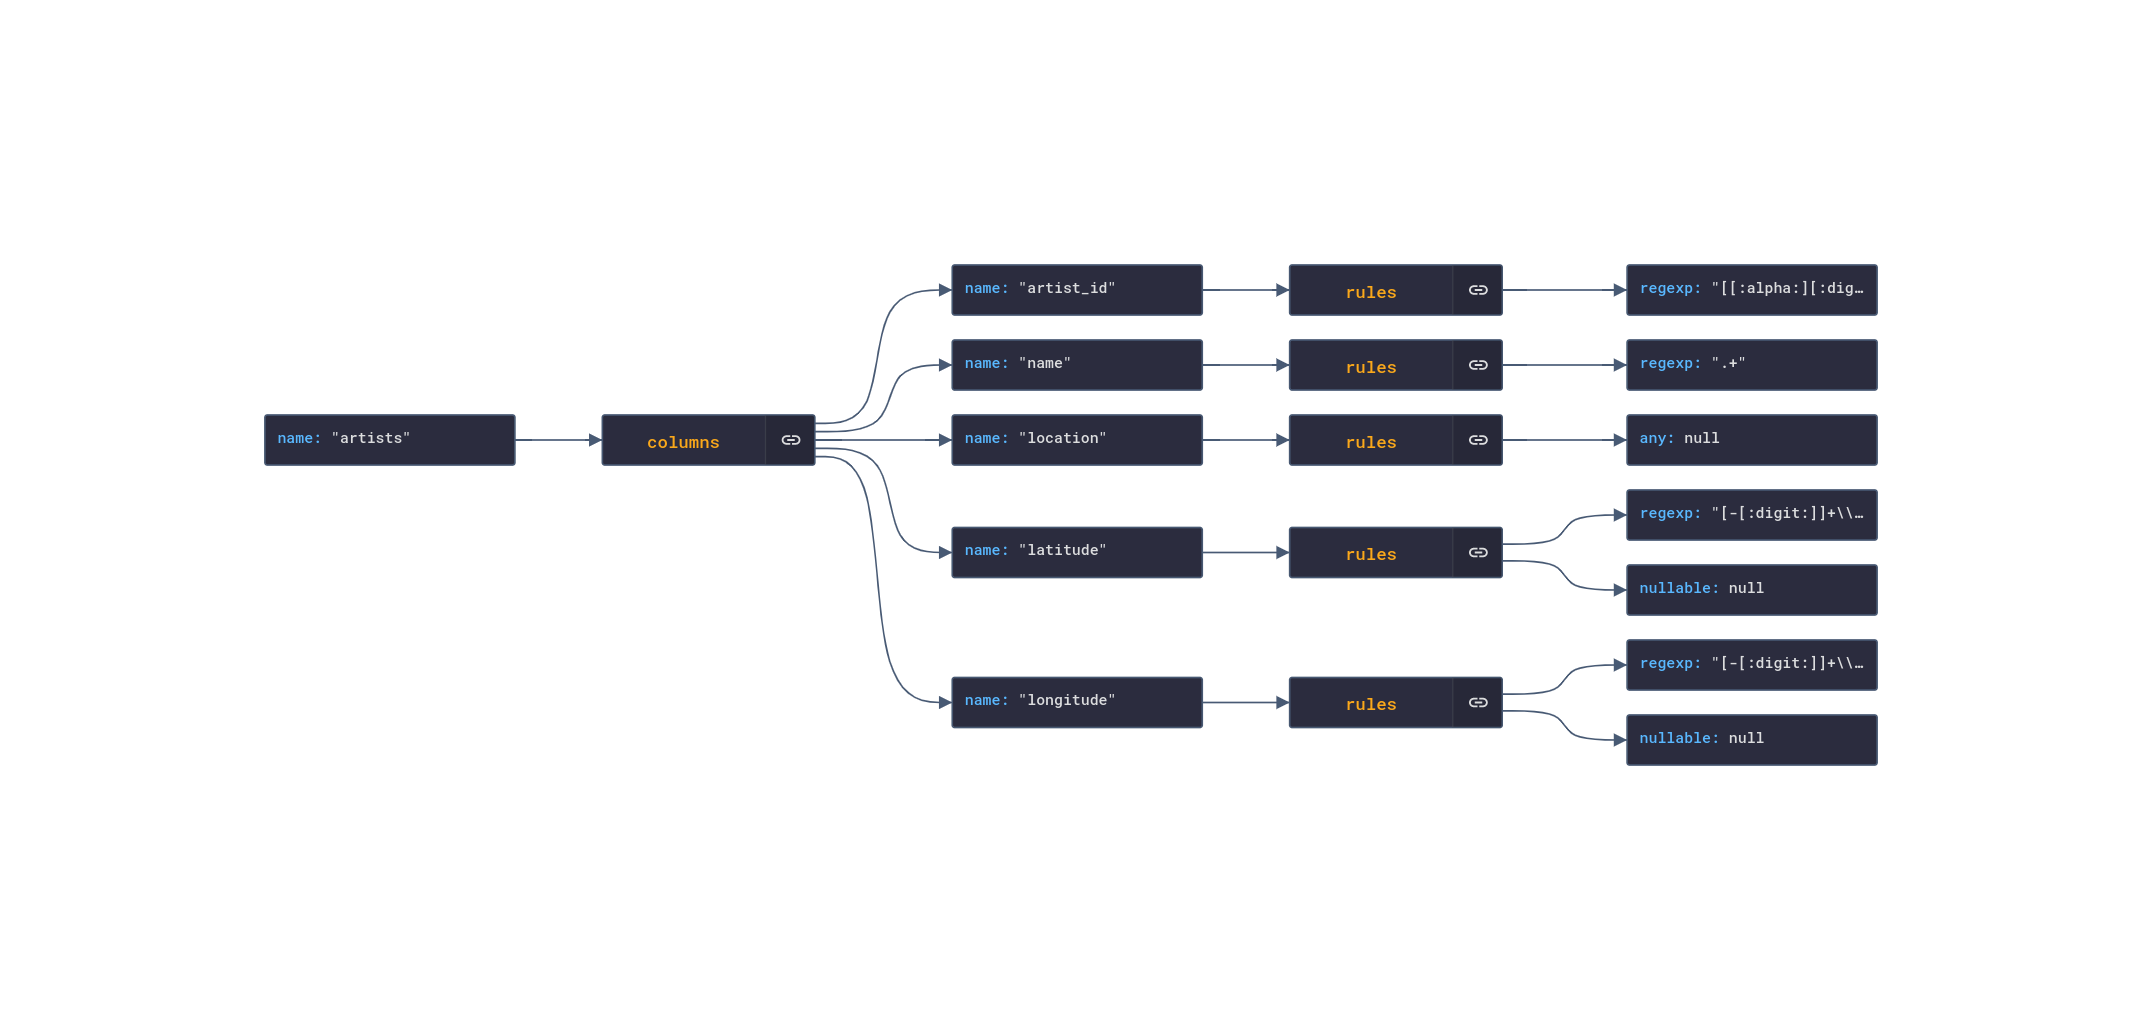 name: "artists"
columns
name: "artist_id"
rules
regexp: "[[:alpha:][:dig…
name: "name"
rules
regexp: ".+"
name: "location"
rules
any: null
name: "latitude"
rules
regexp: "[-[:digit:]]+\\…
nullable: null
name: "longitude"
rules
regexp: "[-[:digit:]]+\\…
nullable: null